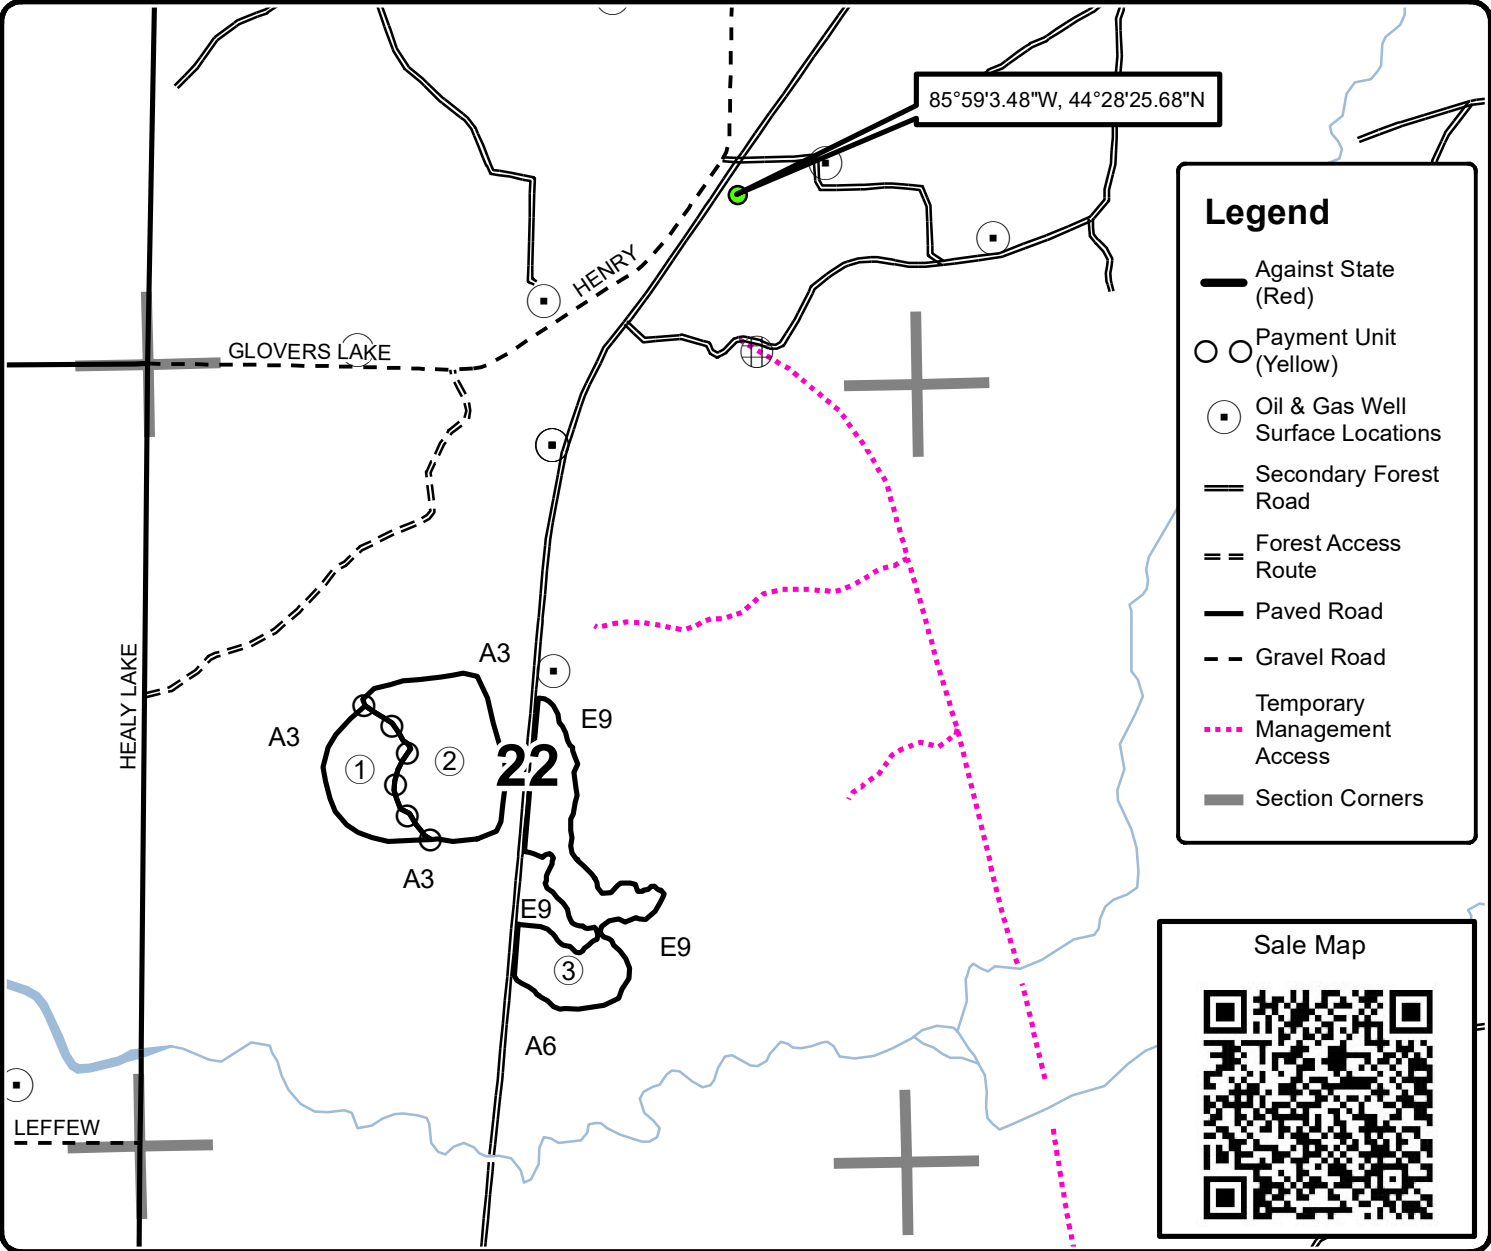 85°59'3.48"W, 44°28'25.68"N
HENRY
GLOVERS LAKE
HEALY LAKE
A3
A3
E9
1
2
22
A3
E9
E9
3
A6
LEFFEW
Legend
Against State
(Red)
Payment Unit
(Yellow)
Oil & Gas Well
Surface Locations
Secondary Forest
Road
Forest Access
Route
Paved Road
Gravel Road
Temporary
Management
Access
Section Corners
Sale Map